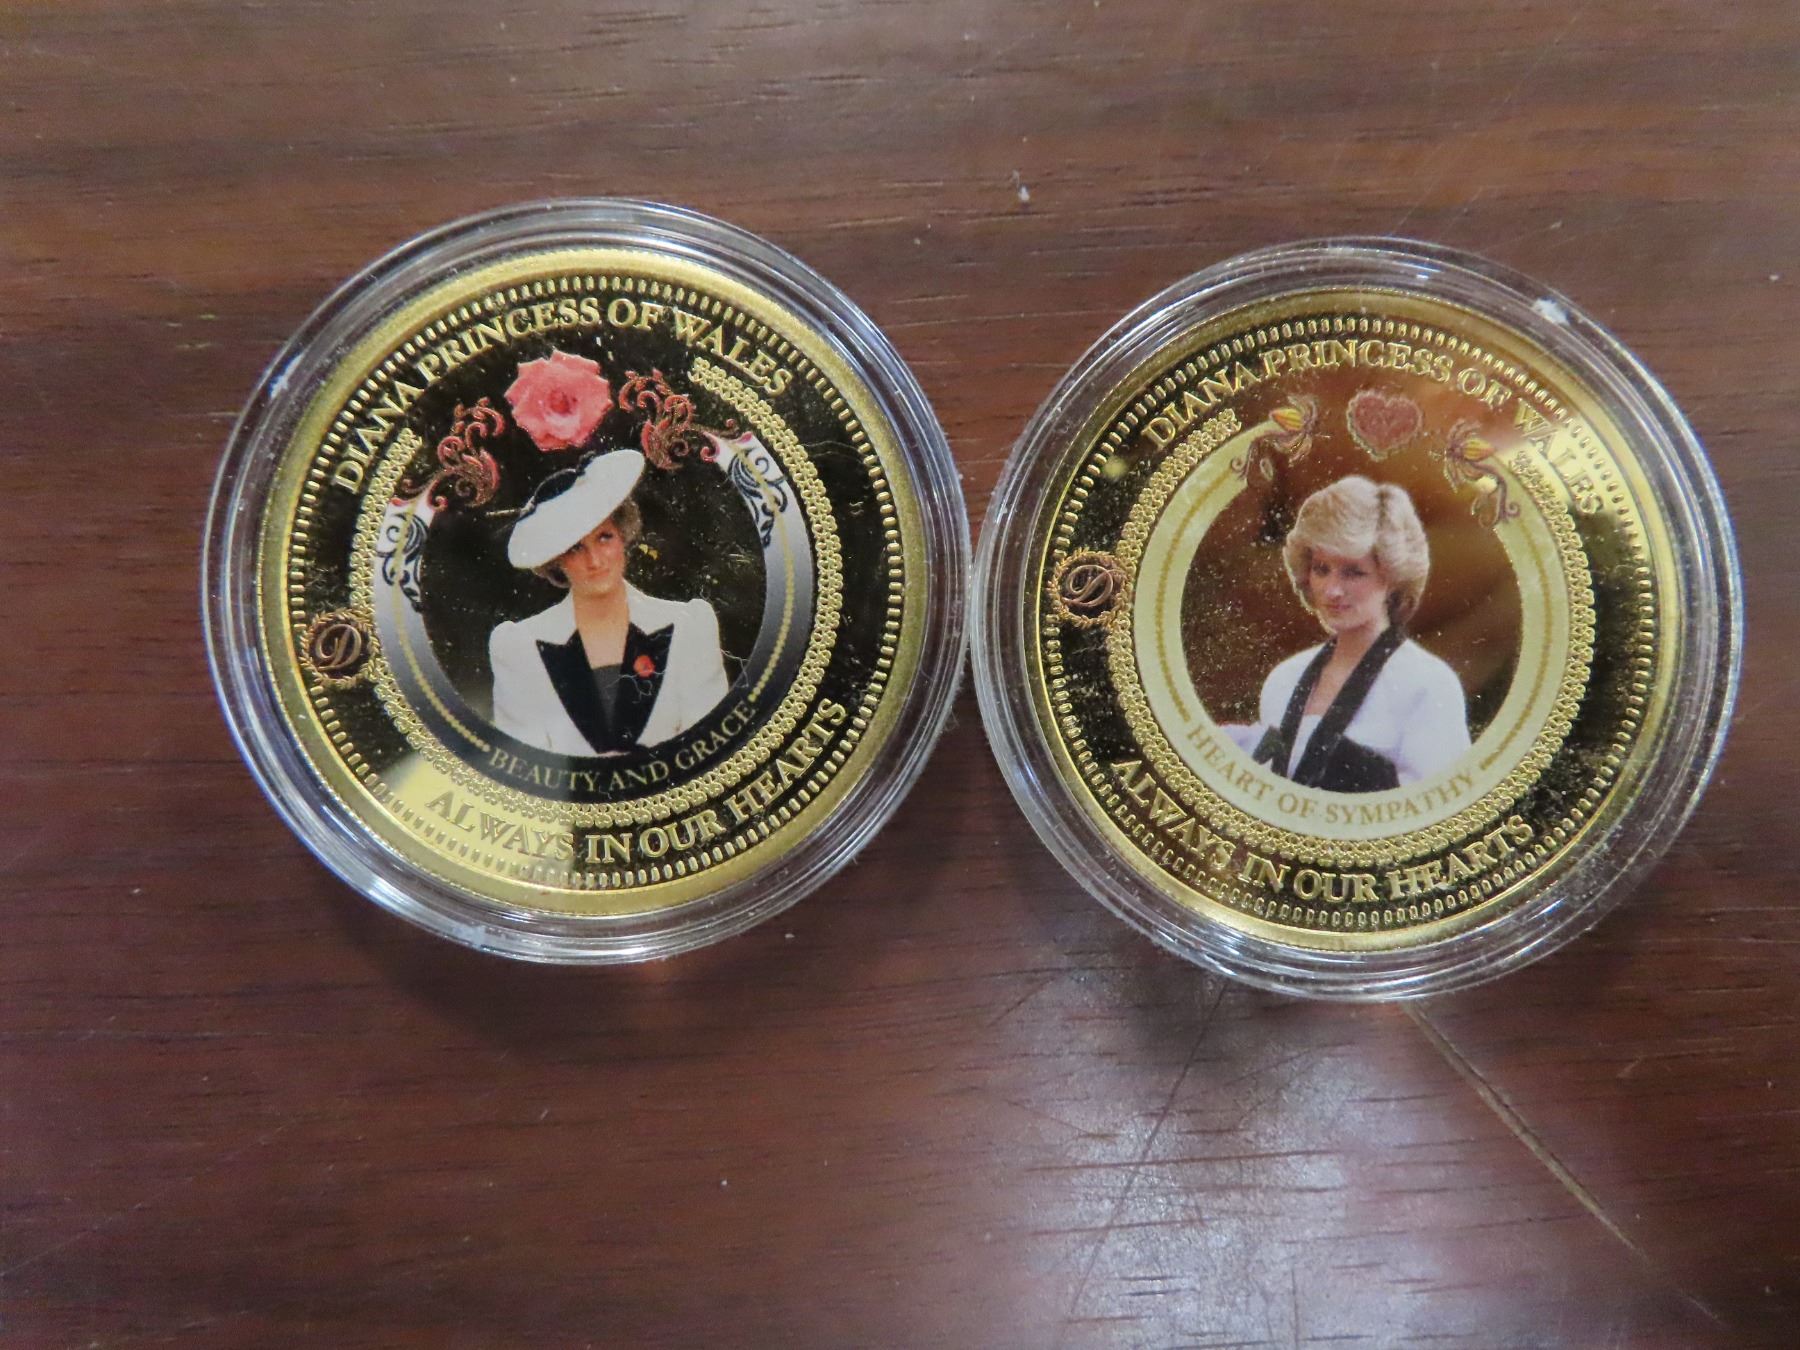 DIANA PRINCESS OF WALES
D
BEAUTY AND GRACE
ALWAYS IN OUR HEARTS
DIANA PRINCESS OF WALES
D
HEART OF SYMPATHY
ALWAYS IN OUR HEARTS